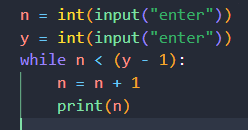 n = int(input("enter"))
y = int(input("enter"))
while n < (y - 1):
    n = n + 1
    print(n)